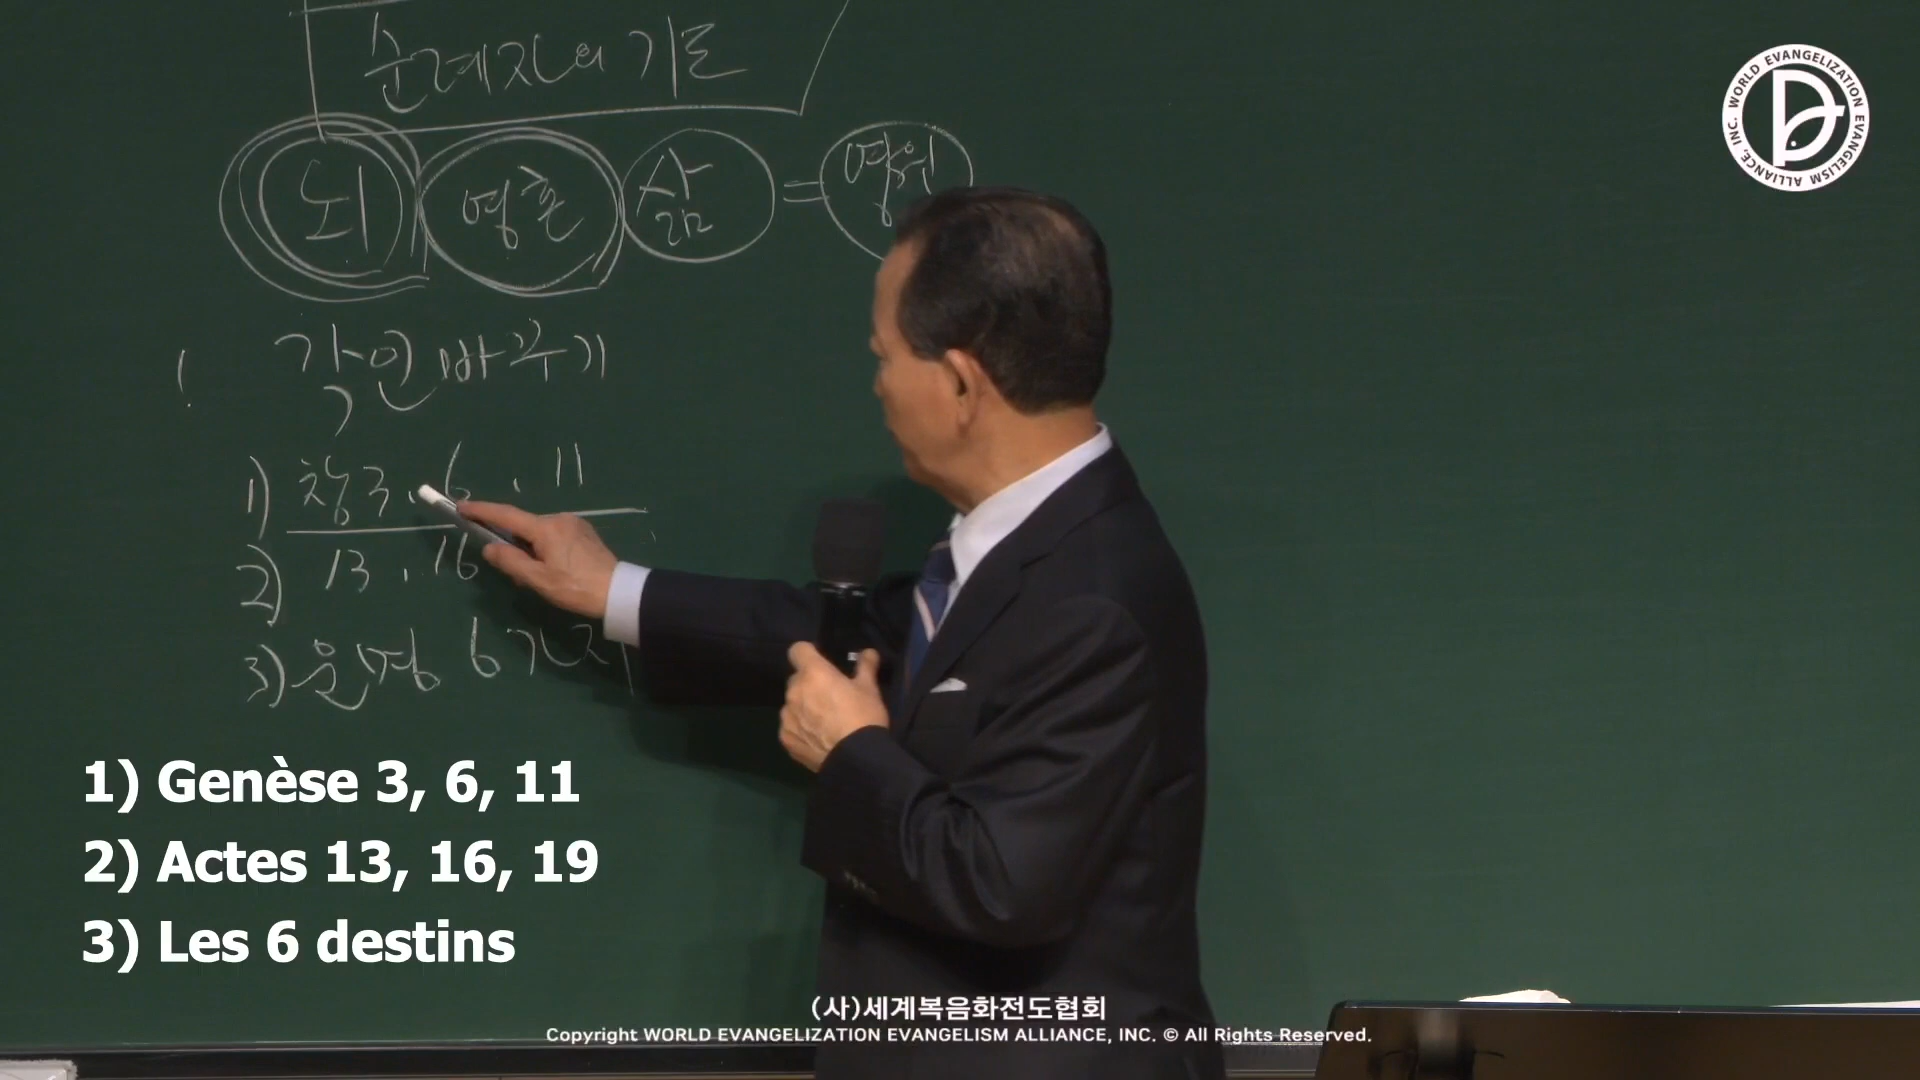 순례자의 기도
뇌 영혼 삶 = 영원
! 각인 바꾸기
1) 창3, 6, 11
2) 13, 16
3) 운명 6가지
1) Genèse 3, 6, 11
2) Actes 13, 16, 19
3) Les 6 destins
(사)세계복음화전도협회
Copyright WORLD EVANGELIZATION EVANGELISM ALLIANCE, INC. © All Rights Reserved.
WORLD EVANGELIZATION EVANGELISM ALLIANCE, INC.